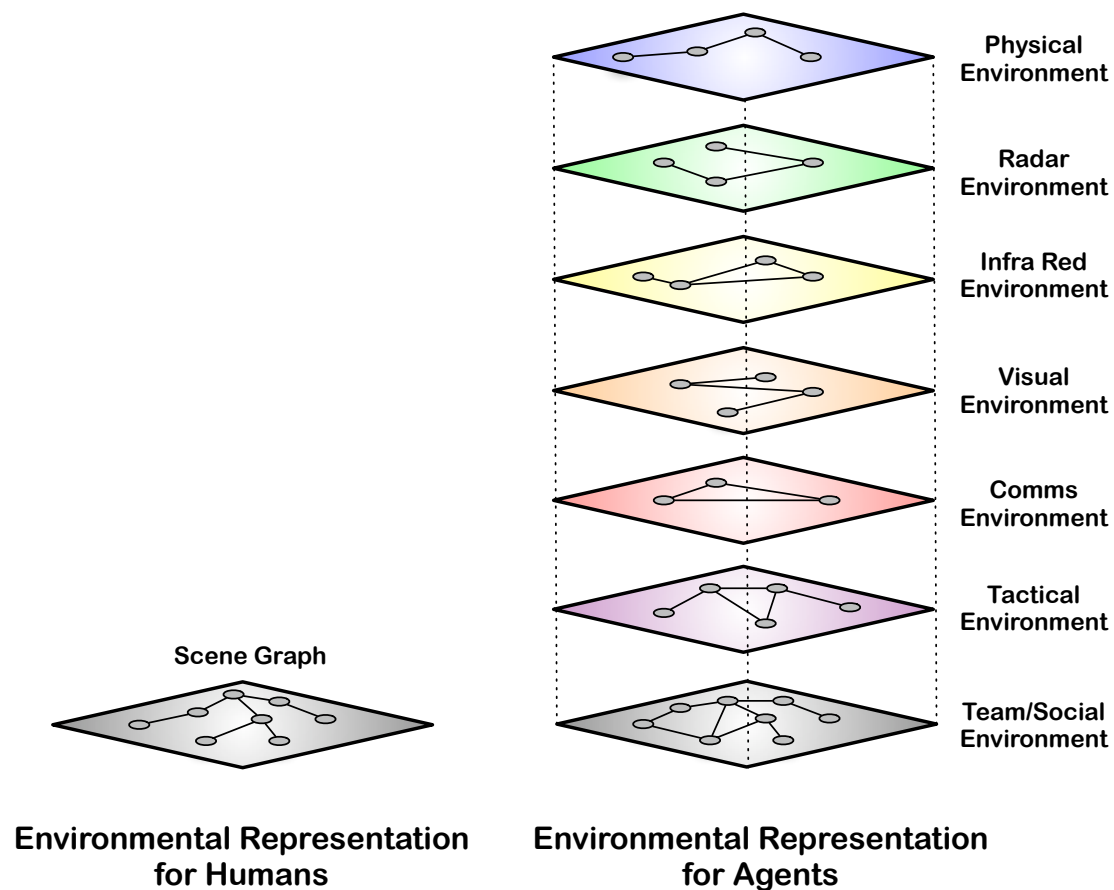 Physical
Environment
Radar
Environment
Infra Red
Environment
Visual
Environment
Comms
Environment
Tactical
Environment
Scene Graph
Team/Social
Environment
Environmental Representation
for Humans
Environmental Representation
for Agents